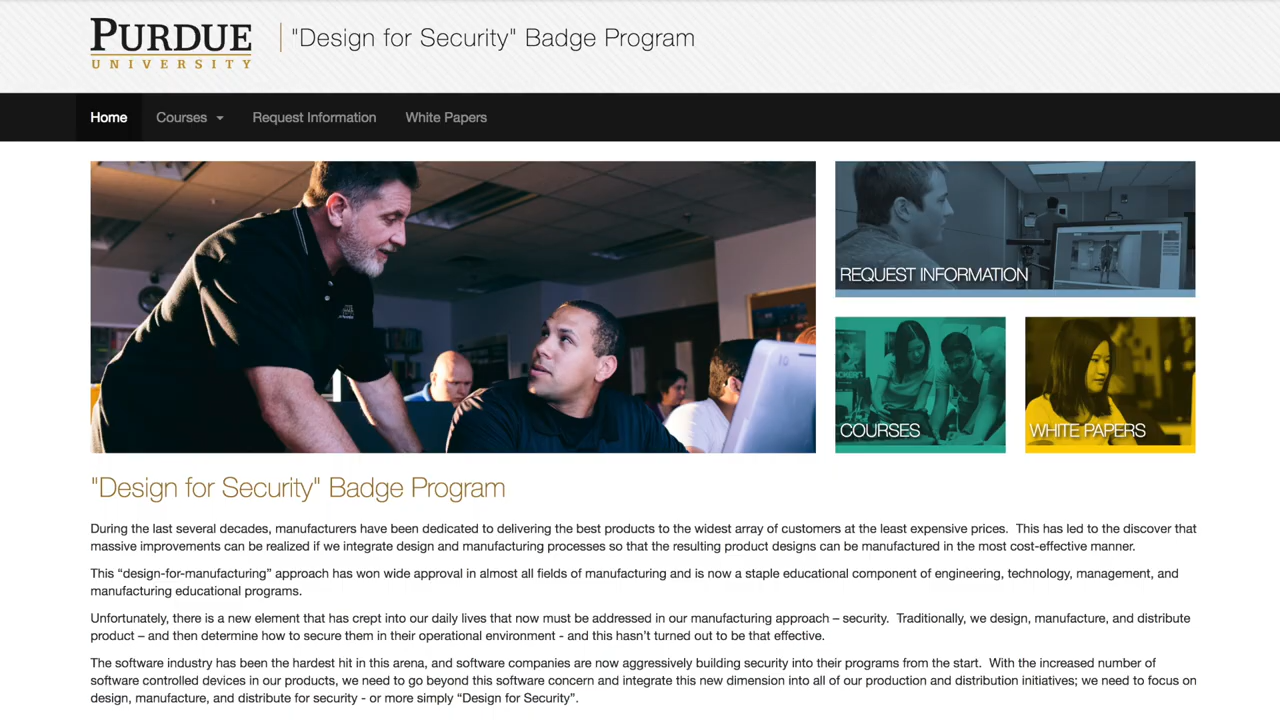 PURDUE
UNIVERSITY
"Design for Security" Badge Program
Home
Courses
Request Information
White Papers
REQUEST INFORMATION
COURSES
WHITE PAPERS
"Design for Security" Badge Program
During the last several decades, manufacturers have been dedicated to delivering the best products to the widest array of customers at the least expensive prices.  This has led to the discover that
massive improvements can be realized if we integrate design and manufacturing processes so that the resulting product designs can be manufactured in the most cost-effective manner.
This “design-for-manufacturing” approach has won wide approval in almost all fields of manufacturing and is now a staple educational component of engineering, technology, management, and
manufacturing educational programs.
Unfortunately, there is a new element that has crept into our daily lives that now must be addressed in our manufacturing approach – security.  Traditionally, we design, manufacture, and distribute
product – and then determine how to secure them in their operational environment - and this hasn’t turned out to be that effective.
The software industry has been the hardest hit in this arena, and software companies are now aggressively building security into their programs from the start.  With the increased number of
software controlled devices in our products, we need to go beyond this software concern and integrate this new dimension into all of our production and distribution initiatives; we need to focus on
design, manufacture, and distribute for security - or more simply “Design for Security”.